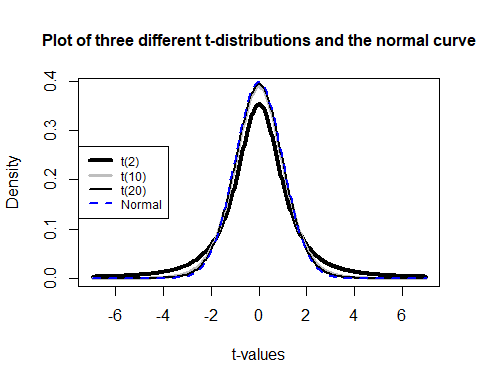 Plot of three different t-distributions and the normal curve
Density
0.4
0.3
0.2
0.1
0.0
t(2)
t(10)
t(20)
Normal
-6 -4 -2 0 2 4 6
t-values